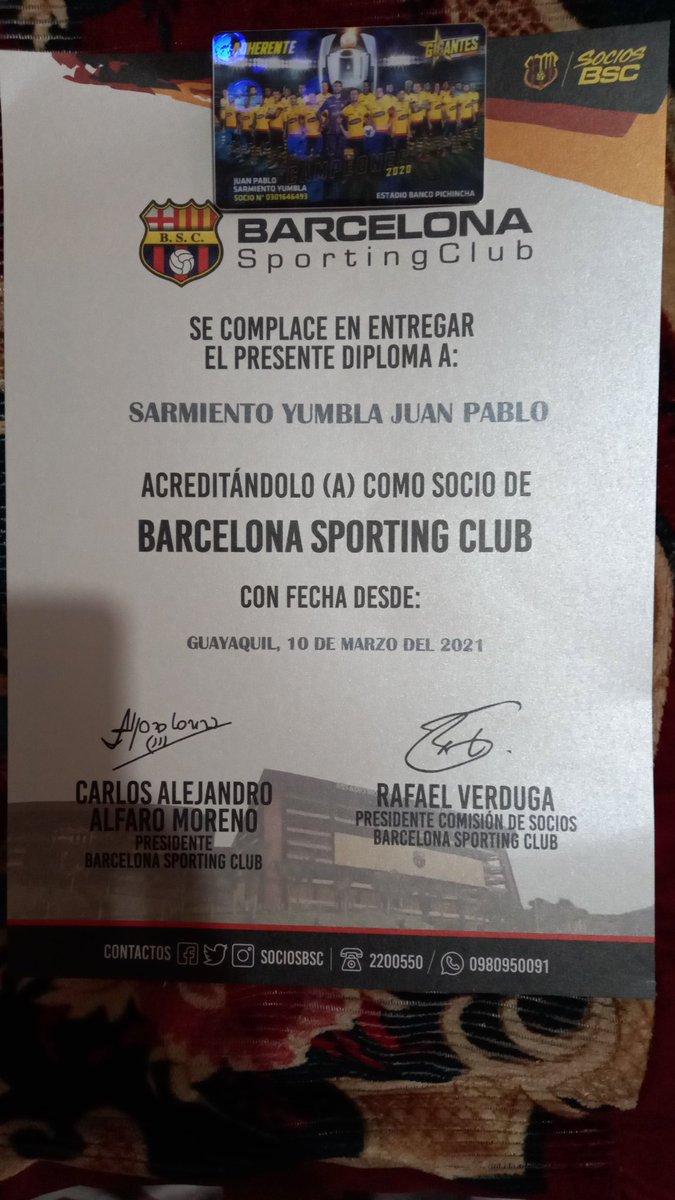 ADHERENTE
GIGANTES
SOCIOS
BSC
CAMPEONES
2020
JUAN PABLO
SARMIENTO YUMBLA
SOCIO N° 0301646493
ESTADIO BANCO PICHINCHA
B. S. C.
BARCELONA
SportingClub
SE COMPLACE EN ENTREGAR
EL PRESENTE DIPLOMA A:
SARMIENTO YUMBLA JUAN PABLO
ACREDITÁNDOLO (A) COMO SOCIO DE
BARCELONA SPORTING CLUB
CON FECHA DESDE:
GUAYAQUIL, 10 DE MARZO DEL 2021
CARLOS ALEJANDRO
ALFARO MORENO
PRESIDENTE
BARCELONA SPORTING CLUB
RAFAEL VERDUGA
PRESIDENTE COMISIÓN DE SOCIOS
BARCELONA SPORTING CLUB
CONTACTOS SOCIOSBSC | 2200550 / 0980950091